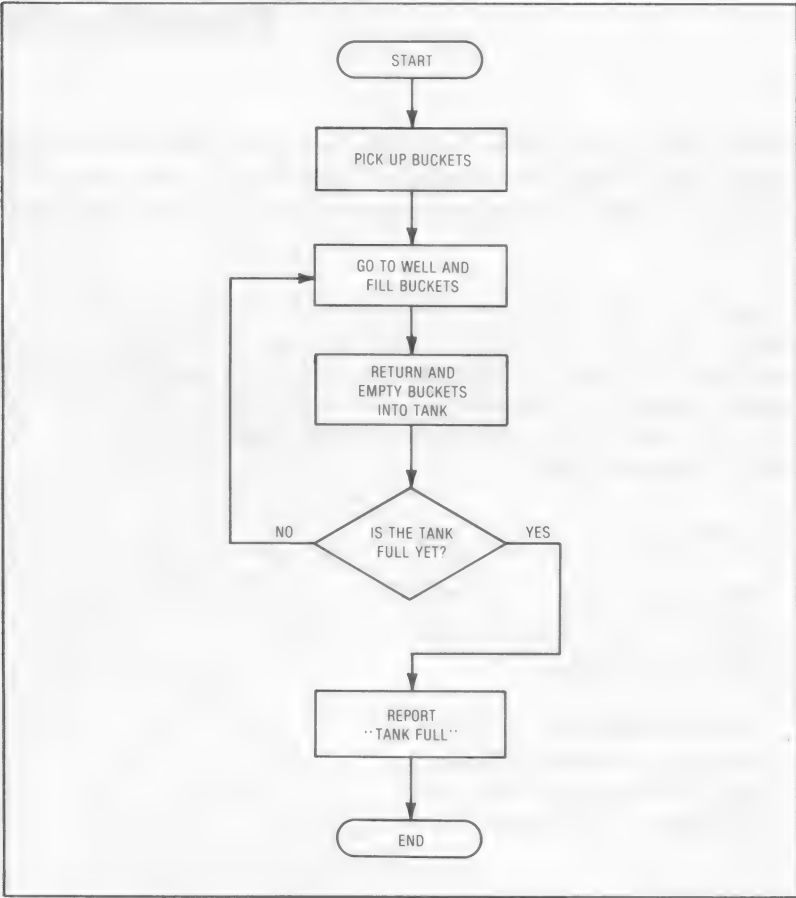 START
PICK UP BUCKETS
GO TO WELL AND
FILL BUCKETS
RETURN AND
EMPTY BUCKETS
INTO TANK
IS THE TANK
FULL YET?
NO
YES
REPORT
"TANK FULL"
END